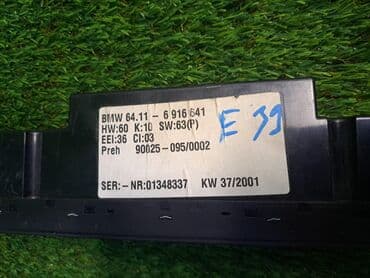 BMW 64.11 - 6 916 641
HW:60 K:10 SW:63(P)
EEI:36 CI:03
Preh 90025-095/0002
E 39
SER:-NR:01348337 KW 37/2001